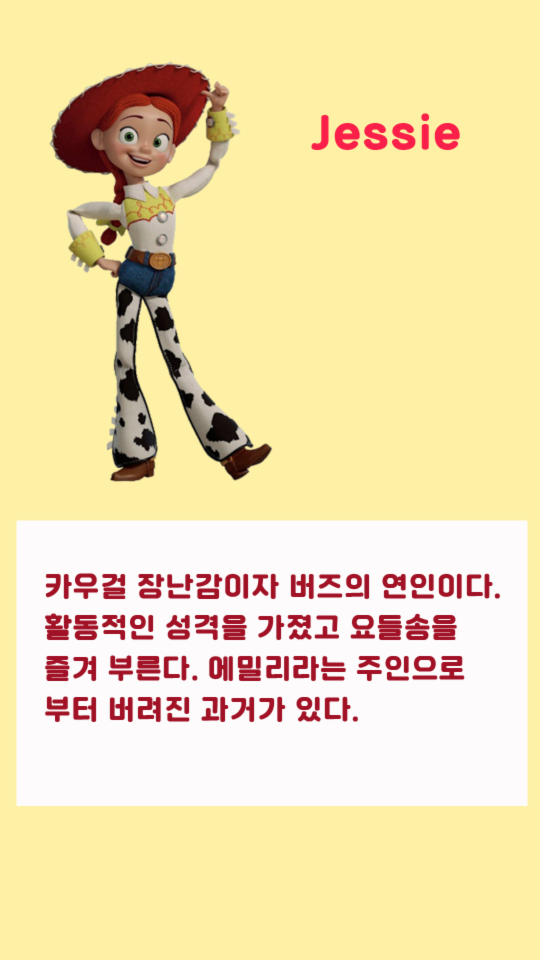 Jessie
카우걸 장난감이자 버즈의 연인이다.
활동적인 성격을 가졌고 요들송을
즐겨 부른다. 에밀리라는 주인으로
부터 버려진 과거가 있다.